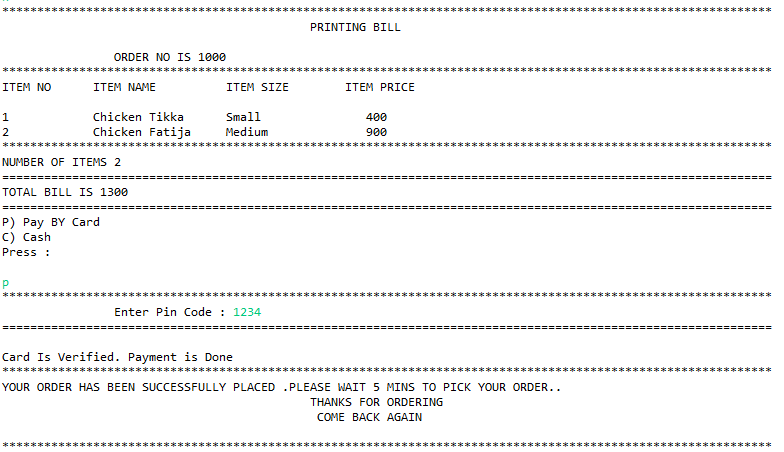 ******************************************************************************************************************
PRINTING BILL
ORDER NO IS 1000
******************************************************************************************************************
ITEM NO      ITEM NAME          ITEM SIZE        ITEM PRICE
1            Chicken Tikka      Small               400
2            Chicken Fatija     Medium              900
******************************************************************************************************************
NUMBER OF ITEMS 2
==================================================================================================================
TOTAL BILL IS 1300
==================================================================================================================
P) Pay BY Card
C) Cash
Press :
p
******************************************************************************************************************
Enter Pin Code : 1234
==================================================================================================================
Card Is Verified. Payment is Done
******************************************************************************************************************
YOUR ORDER HAS BEEN SUCCESSFULLY PLACED .PLEASE WAIT 5 MINS TO PICK YOUR ORDER..
THANKS FOR ORDERING
COME BACK AGAIN
******************************************************************************************************************